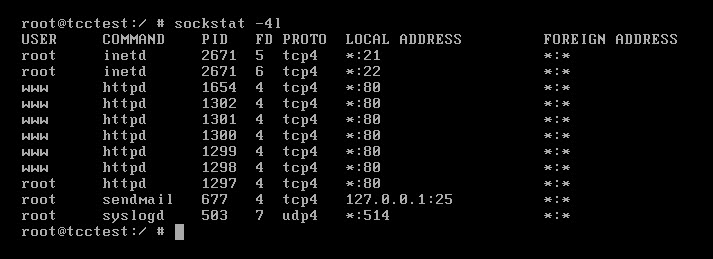 root@tcctest:/ # sockstat -4l
USER     COMMAND    PID   FD PROTO  LOCAL ADDRESS         FOREIGN ADDRESS
root     inetd      2671  5  tcp4   *:21                  *:*
root     inetd      2671  6  tcp4   *:22                  *:*
www      httpd      1654  4  tcp4   *:80                  *:*
www      httpd      1302  4  tcp4   *:80                  *:*
www      httpd      1301  4  tcp4   *:80                  *:*
www      httpd      1300  4  tcp4   *:80                  *:*
www      httpd      1299  4  tcp4   *:80                  *:*
www      httpd      1298  4  tcp4   *:80                  *:*
root     httpd      1297  4  tcp4   *:80                  *:*
root     sendmail   677   4  tcp4   127.0.0.1:25          *:*
root     syslogd    503   7  udp4   *:514                 *:*
root@tcctest:/ #